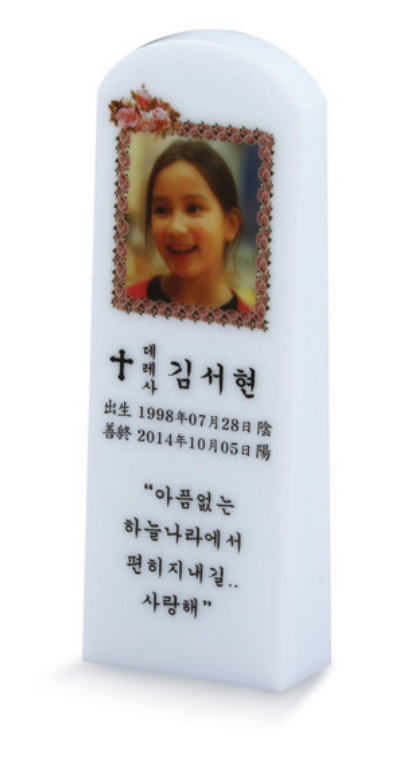 ✝ 데레사 김서현
出生 1998年07月28日 陰
善終 2014年10月05日 陽
“아픔없는
하늘나라에서
편히지내길..
사랑해”